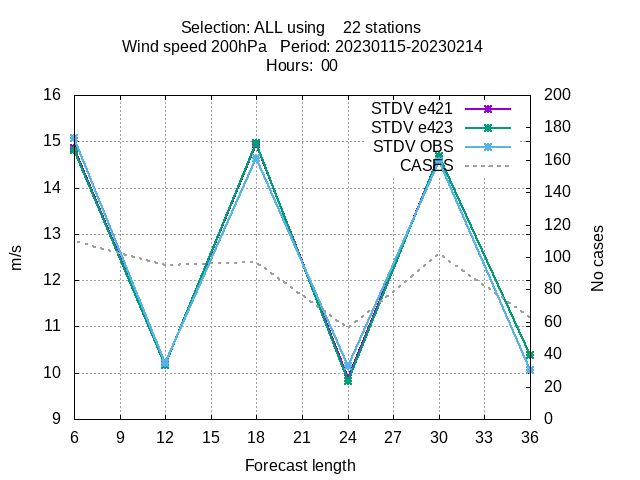 Selection: ALL using    22 stations
Wind speed 200hPa   Period: 20230115-20230214
Hours:  00
STDV e421
STDV e423
STDV OBS
CASES
16
15
14
13
12
11
10
9
200
180
160
140
120
100
80
60
40
20
0
m/s
No cases
6 9 12 15 18 21 24 27 30 33 36
Forecast length